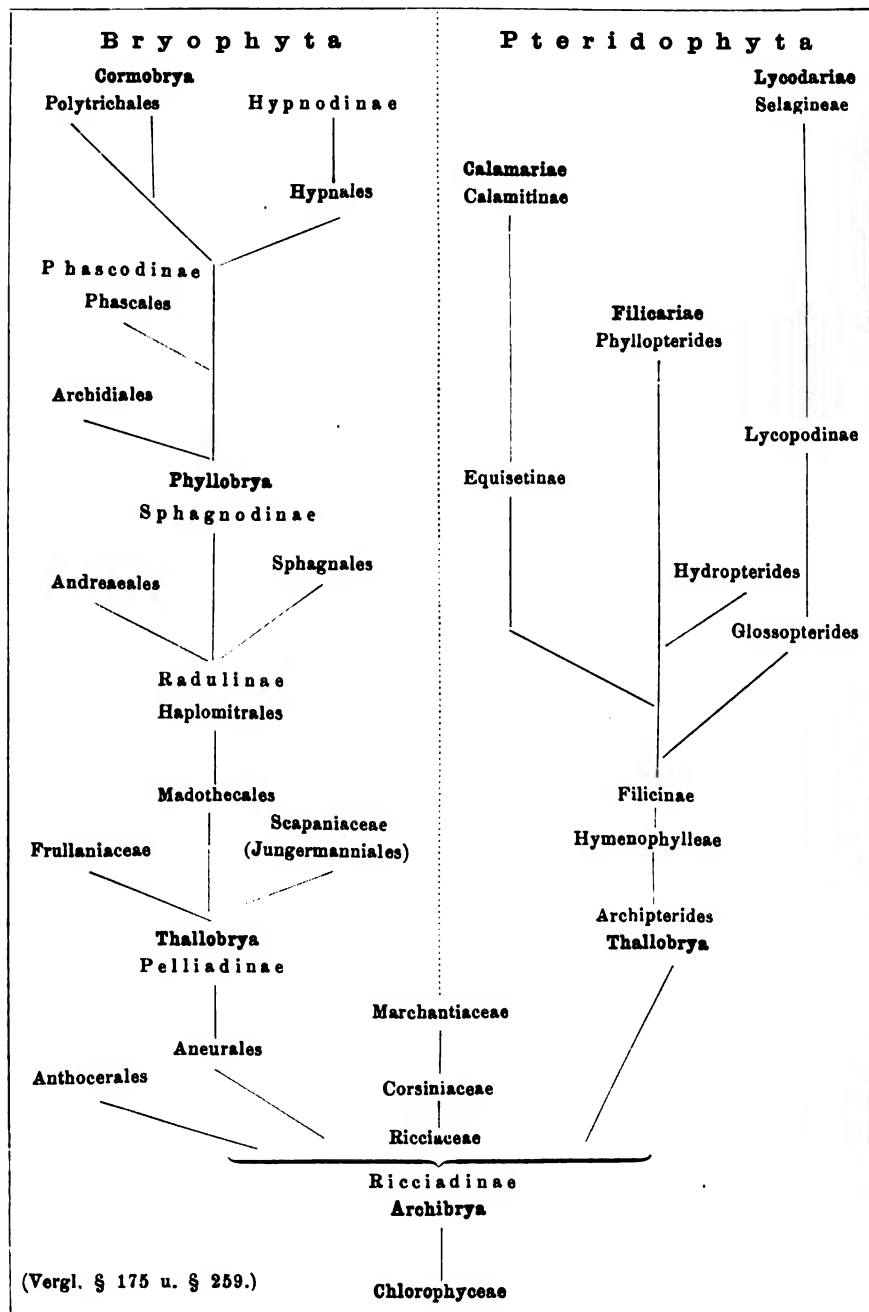 Bryophyta
Pteridophyta
Cormobrya
Polytrichales
Hypnodinae
Hypnales
Phascodinae
Phascales
Archidiales
Phyllobrya
Sphagnodinae
Andreaeales
Sphagnales
Radulinae
Haplomitrales
Madothecales
Frullaniaceae
Scapaniaceae
(Jungermanniales)
Thallobrya
Pelliadinae
Aneurales
Anthocerales
Lycodariae
Selagineae
Calamariae
Calamitinae
Filicariae
Phyllopterides
Lycopodinae
Equisetinae
Hydropterides
Glossopterides
Filicinae
Hymenophylleae
Archipterides
Thallobrya
Marchantiaceae
Corsiniaceae
Ricciaceae
Ricciadinae
Archibrya
Chlorophyceae
(Vergl. § 175 u. § 259.)